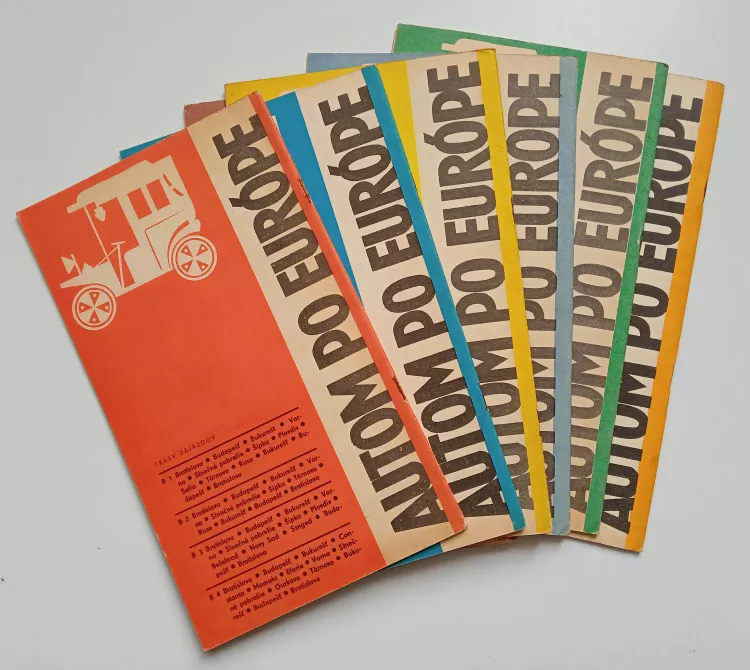 AUTOM PO EURÓPE
TRASY ZÁJAZDOV
B 1 Bratislava • Budapešť • Bukurešť • Var-
na • Slnečné pobrežie • Šipka • Plovdiv
Sofia • Târnovo • Ruse • Bukurešť • Bu-
dapešť • Bratislava
B 2 Bratislava • Budapešť • Bukurešť • Var-
na • Slnečné pobrežie • Šipka • Târnovo •
Ruse • Bukurešť • Budapešť • Bratislava
B 3 Bratislava • Budapešť • Bukurešť • Var-
na • Slnečné pobrežie • Šipka • Plovdiv •
Belehrad • Nový Sad • Szeged • Buda-
pešť • Bratislava
B 4 Bratislava • Budapešť • Bukurešť • Con-
stanta • Mamaia • Eforie • Varna • Slneč-
né pobrežie • Gurkovo • Târnovo • Buku-
rešť • Budapešť • Bratislava
AUTOM PO EURÓPE
AUTOM PO EURÓPE
AUTOM PO EURÓPE
AUTOM PO EURÓPE
AUTOM PO EURÓPE